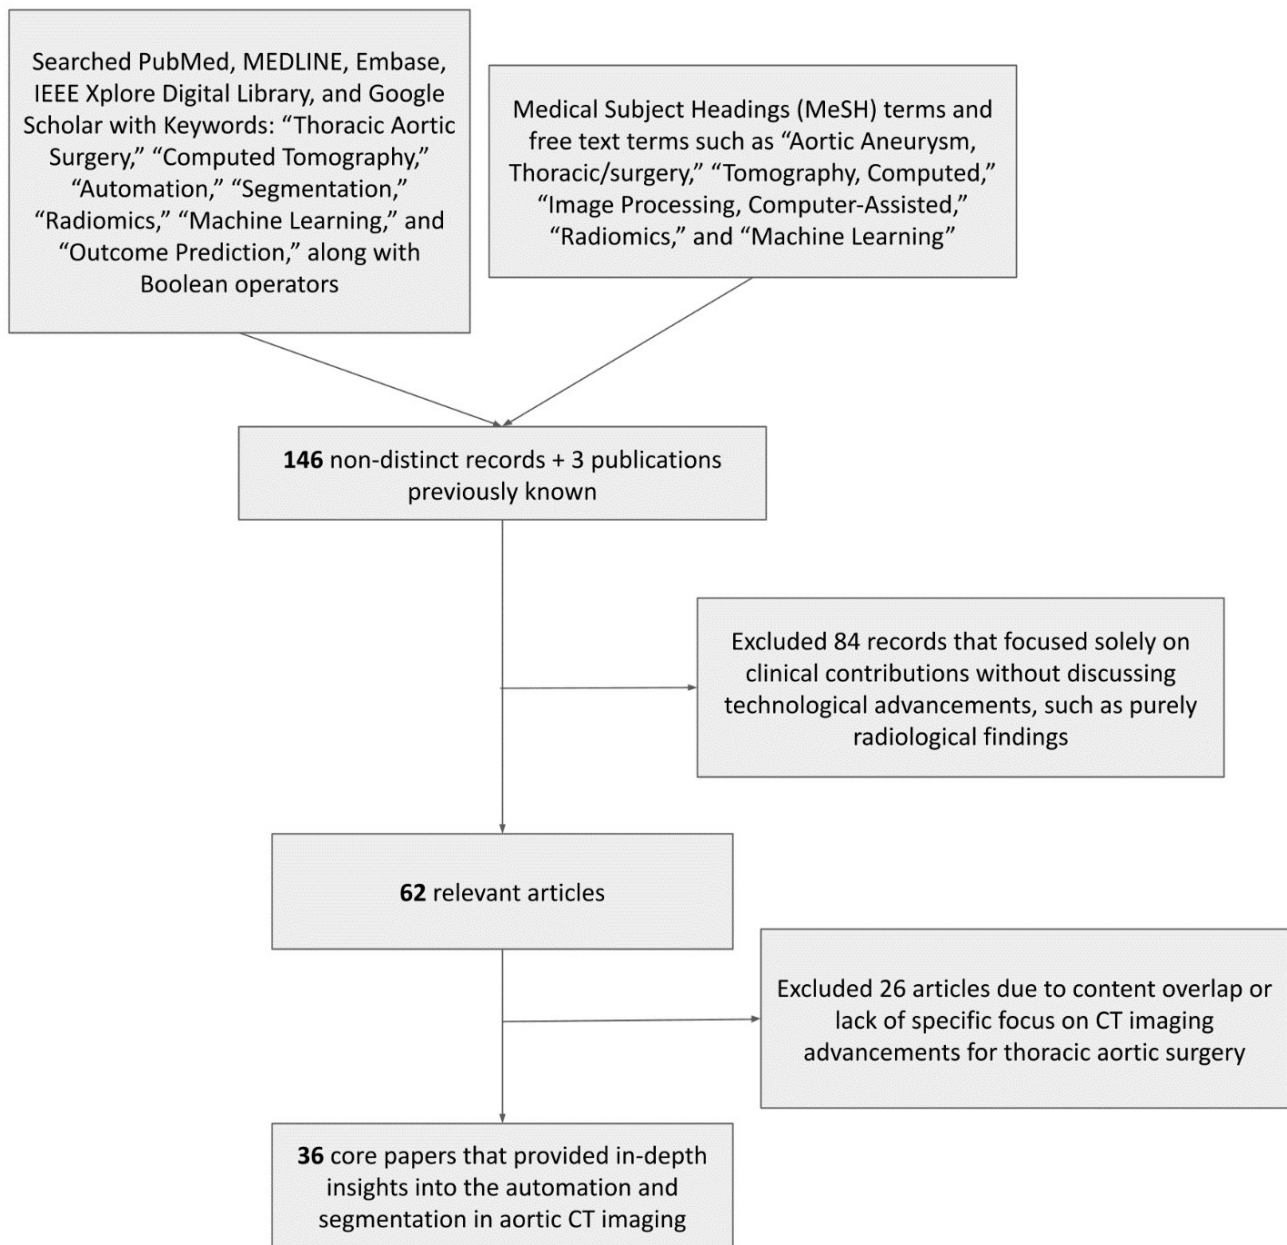 Searched PubMed, MEDLINE, Embase,
IEEE Xplore Digital Library, and Google
Scholar with Keywords: “Thoracic Aortic
Surgery,” “Computed Tomography,”
“Automation,” “Segmentation,”
“Radiomics,” “Machine Learning,” and
“Outcome Prediction,” along with
Boolean operators
Medical Subject Headings (MeSH) terms and
free text terms such as “Aortic Aneurysm,
Thoracic/surgery,” “Tomography, Computed,”
“Image Processing, Computer-Assisted,”
“Radiomics,” and “Machine Learning”
146 non-distinct records + 3 publications
previously known
Excluded 84 records that focused solely on
clinical contributions without discussing
technological advancements, such as purely
radiological findings
62 relevant articles
Excluded 26 articles due to content overlap or
lack of specific focus on CT imaging
advancements for thoracic aortic surgery
36 core papers that provided in-depth
insights into the automation and
segmentation in aortic CT imaging